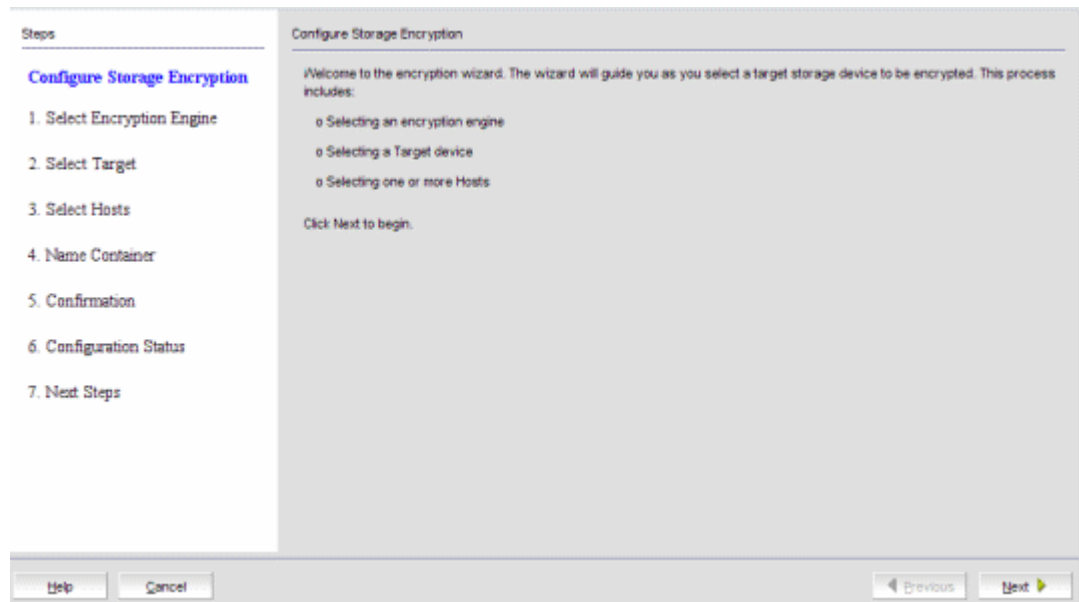 Steps
Configure Storage Encryption
1. Select Encryption Engine
2. Select Target
3. Select Hosts
4. Name Container
5. Confirmation
6. Configuration Status
7. Next Steps
Configure Storage Encryption
Welcome to the encryption wizard. The wizard will guide you as you select a target storage device to be encrypted. This process
includes:
o Selecting an encryption engine
o Selecting a Target device
o Selecting one or more Hosts
Click Next to begin.
Help
Cancel
Previous
Next